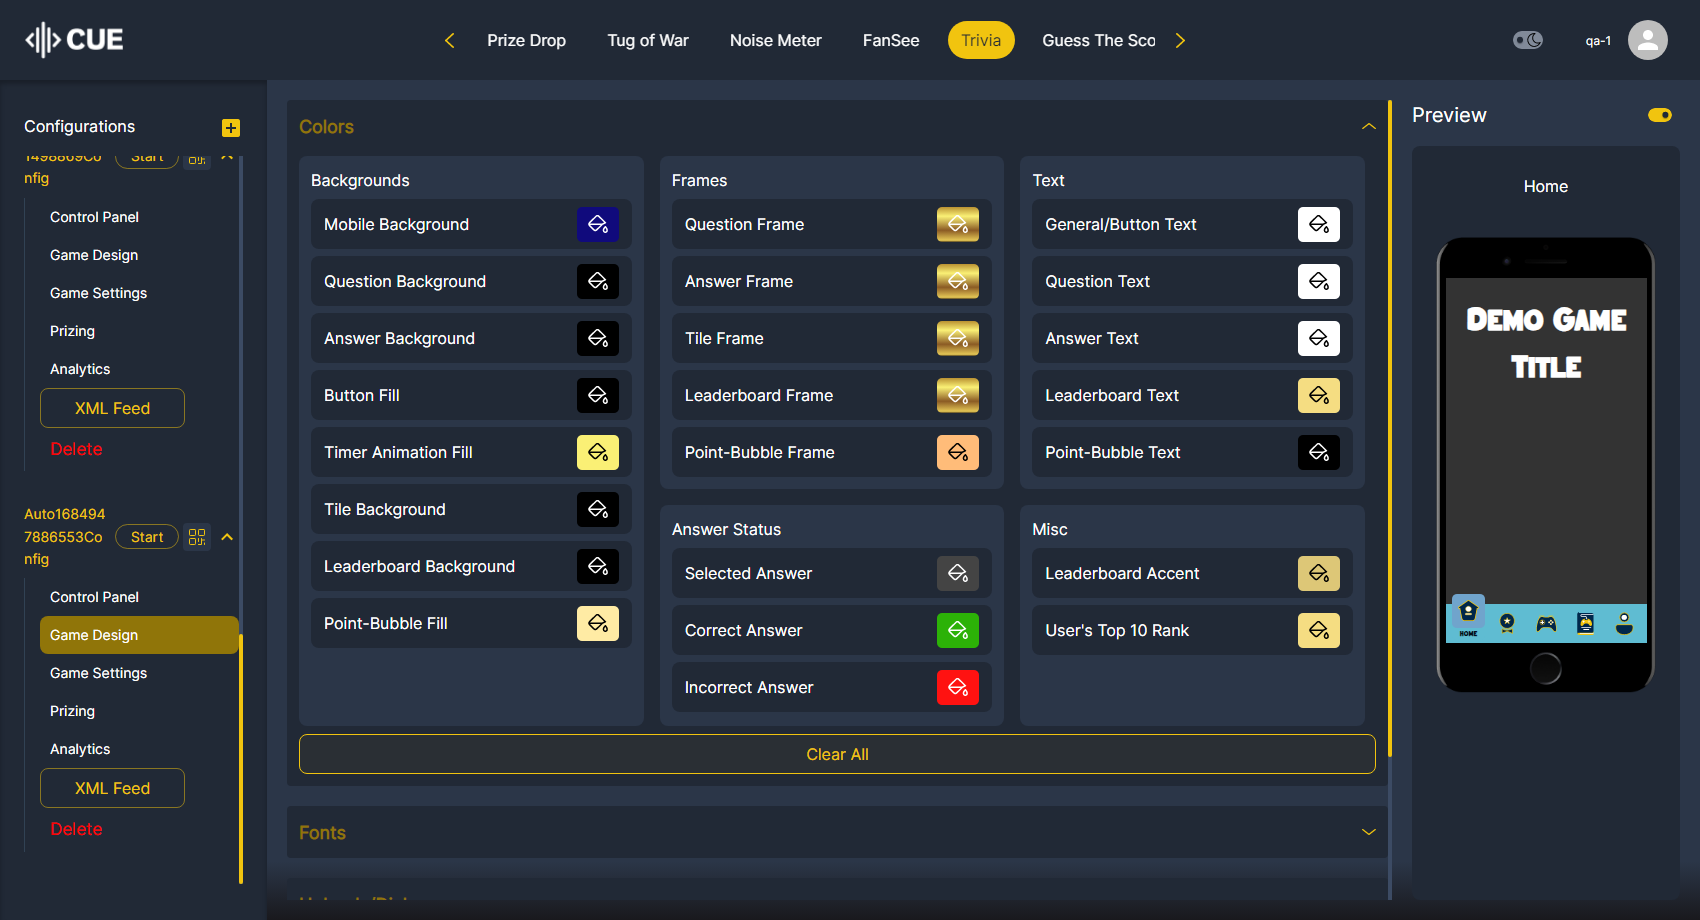 CUE
Prize Drop
Tug of War
Noise Meter
FanSee
Trivia
Guess The Sco
qa-1
Configurations
1498869Co
nfig
Start
Control Panel
Game Design
Game Settings
Prizing
Analytics
XML Feed
Delete
Auto168494
7886553Co
nfig
Start
Control Panel
Game Design
Game Settings
Prizing
Analytics
XML Feed
Delete
Colors
Backgrounds
Mobile Background
Question Background
Answer Background
Button Fill
Timer Animation Fill
Tile Background
Leaderboard Background
Point-Bubble Fill
Frames
Question Frame
Answer Frame
Tile Frame
Leaderboard Frame
Point-Bubble Frame
Text
General/Button Text
Question Text
Answer Text
Leaderboard Text
Point-Bubble Text
Answer Status
Selected Answer
Correct Answer
Incorrect Answer
Misc
Leaderboard Accent
User's Top 10 Rank
Clear All
Fonts
Preview
Home
Demo Game
Title
HOME